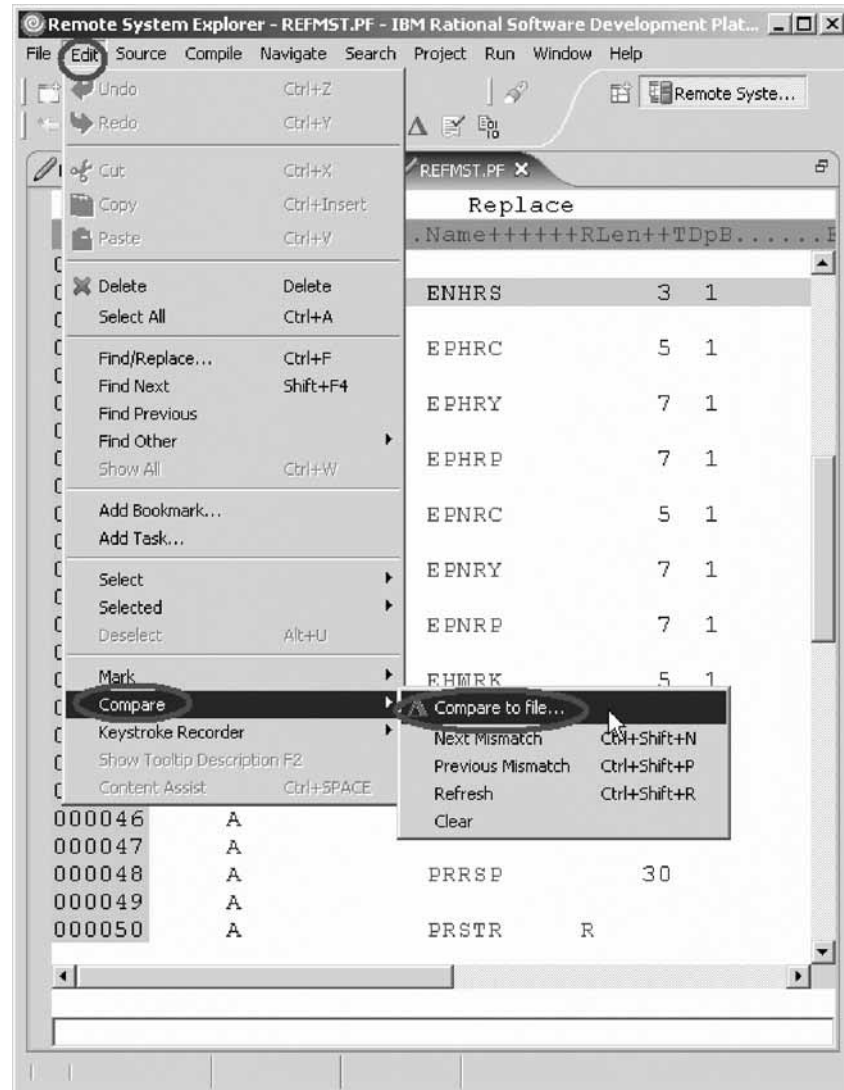 Remote System Explorer - REFMST.PF - IBM Rational Software Development Plat...
File Edit Source Compile Navigate Search Project Run Window Help
Undo Ctrl+Z
Remote Syste...
Redo Ctrl+Y
Cut Ctrl+X
REFMST.PF
Copy Ctrl+Insert
Replace
Paste Ctrl+V
.Name++++++RLen++TDpB......
Delete Delete
ENHRS 3 1
Select All Ctrl+A
EPHRC 5 1
Find/Replace... Ctrl+F
Find Next Shift+F4
EPHRY 7 1
Find Previous
Find Other
EPHRP 7 1
Show All Ctrl+W
Add Bookmark...
EPNRC 5 1
Add Task...
EPNRY 7 1
Select
Selected
EPNRP 7 1
Deselect Alt+U
Mark
EHWRK 5 1
Compare
Compare to file...
Keystroke Recorder
Next Mismatch Ctrl+Shift+N
Show Tooltip Description F2
Previous Mismatch Ctrl+Shift+P
Content Assist Ctrl+SPACE
Refresh Ctrl+Shift+R
000046 A
Clear
000047 A
000048 A PRRSP 30
000049 A
000050 A PRSTR R